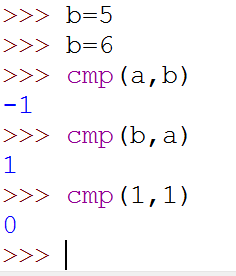 >>> b=5
>>> b=6
>>> cmp(a,b)
-1
>>> cmp(b,a)
1
>>> cmp(1,1)
0
>>>